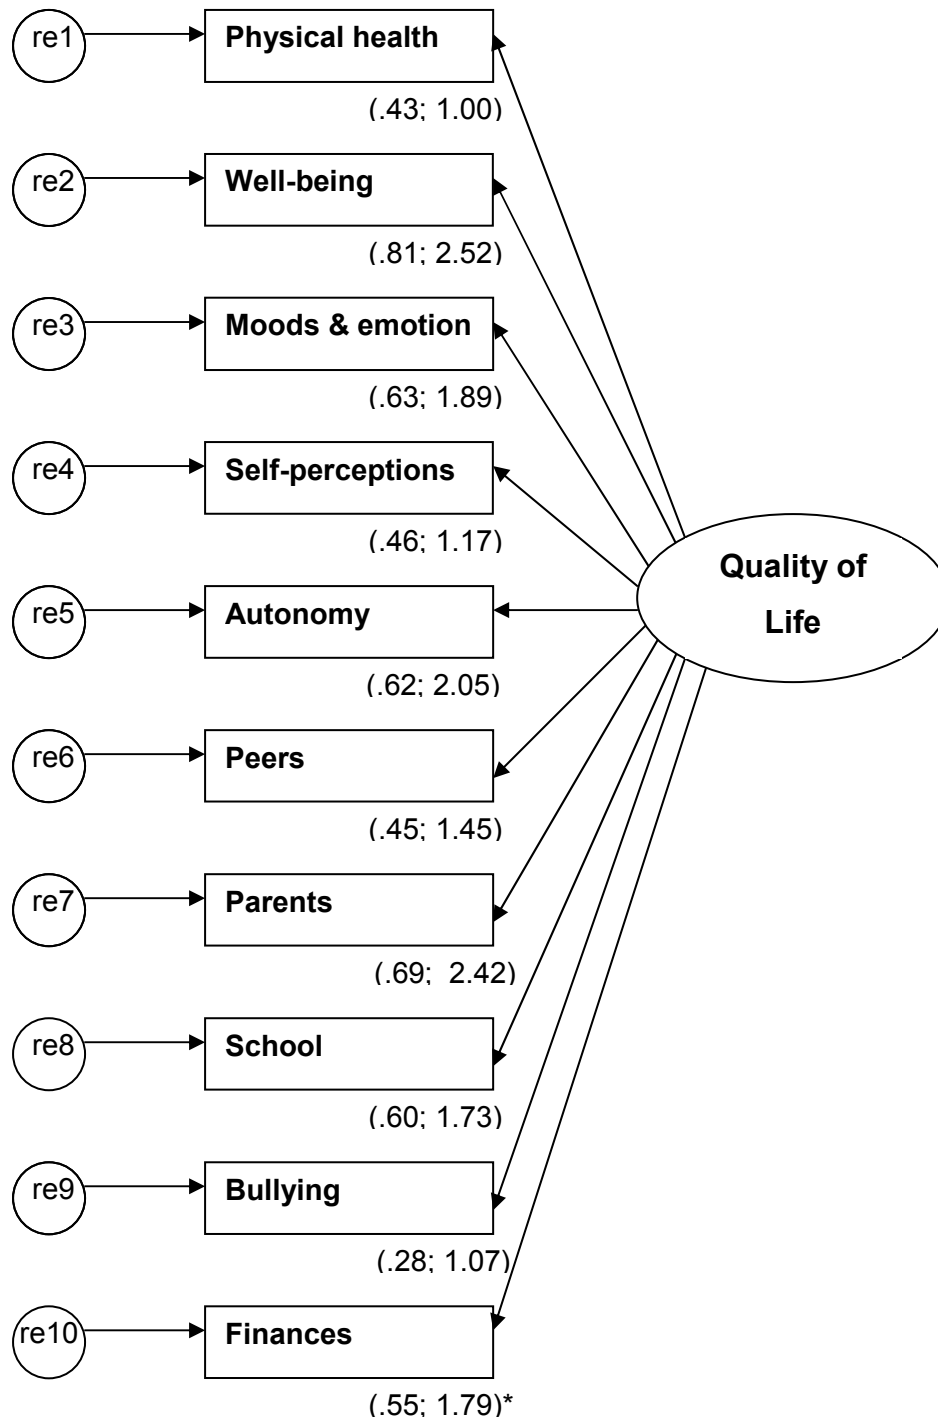 re1
Physical health
(.43; 1.00)
re2
Well-being
(.81; 2.52)
re3
Moods & emotion
(.63; 1.89)
re4
Self-perceptions
(.46; 1.17)
Quality of
Life
re5
Autonomy
(.62; 2.05)
re6
Peers
(.45; 1.45)
re7
Parents
(.69;  2.42)
re8
School
(.60; 1.73)
re9
Bullying
(.28; 1.07)
re10
Finances
(.55; 1.79)*